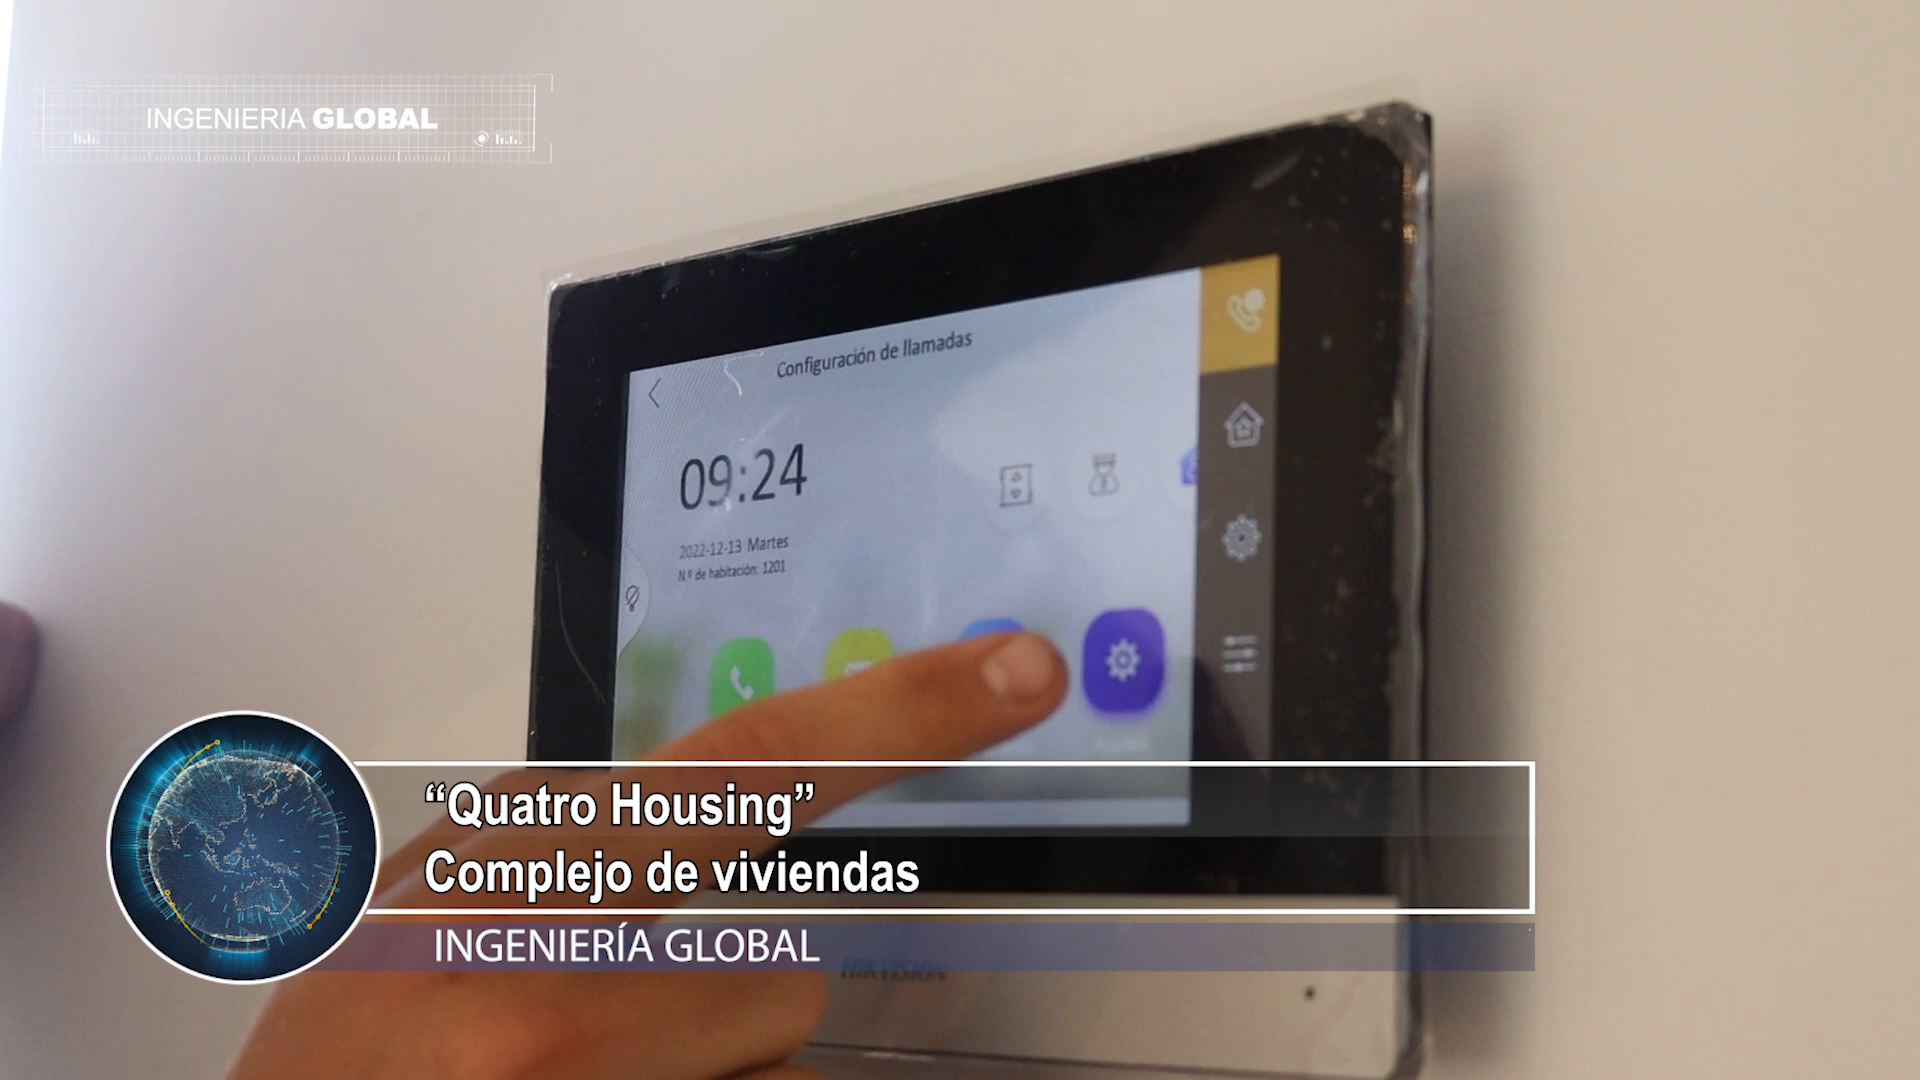 INGENIERIA GLOBAL
Configuración de llamadas
09:24
2022-12-13 Martes
N.º de habitación: 1201
“Quatro Housing”
Complejo de viviendas
INGENIERÍA GLOBAL
HIKVISION